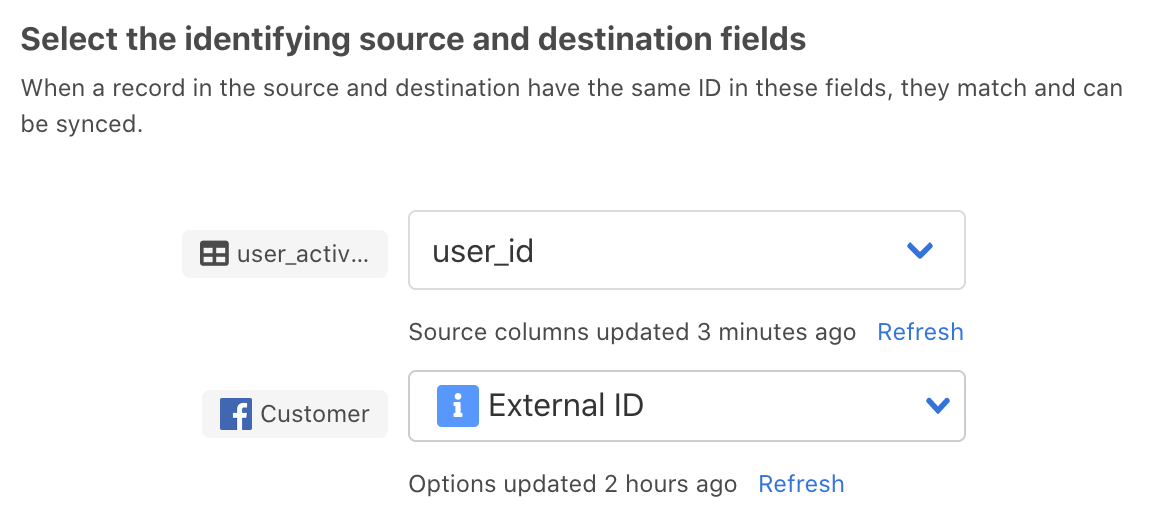 Select the identifying source and destination fields
When a record in the source and destination have the same ID in these fields, they match and can
be synced.
user_activ...
user_id
Source columns updated 3 minutes ago Refresh
Customer
External ID
Options updated 2 hours ago Refresh